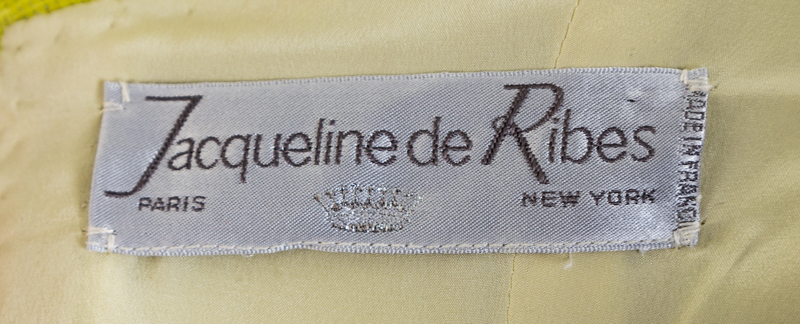 Jacqueline de Ribes
PARIS
NEW YORK
MADE IN FRANCE